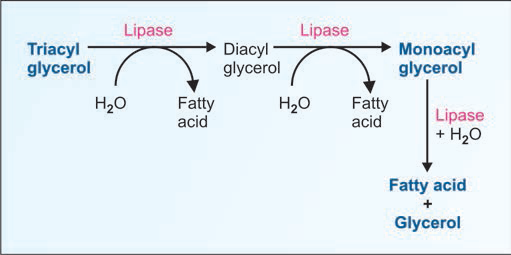 Lipase
Lipase
Triacyl
glycerol
Diacyl
glycerol
Monoacyl
glycerol
H2O
Fatty
acid
H2O
Fatty
acid
Lipase
+ H2O
Fatty acid
+
Glycerol